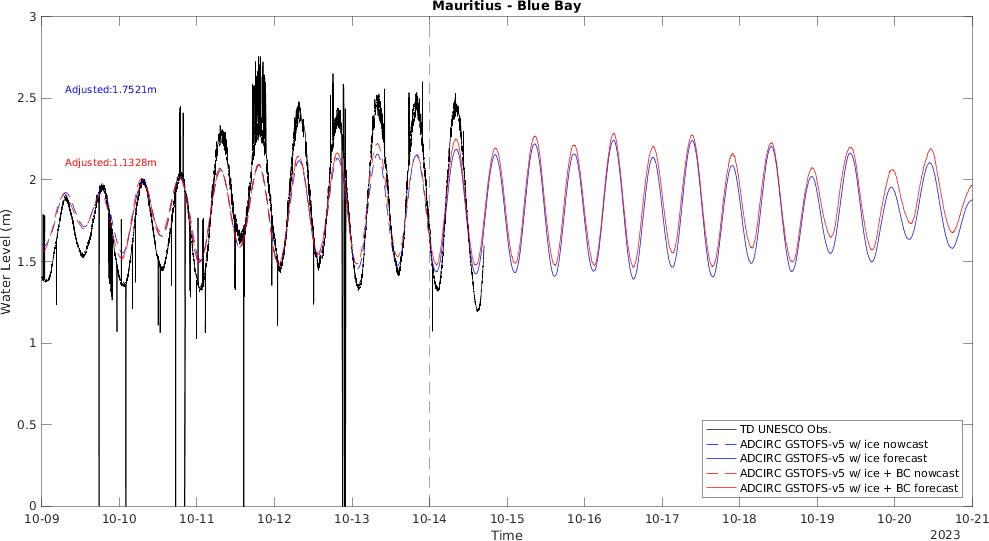 Mauritius - Blue Bay
3
2.5
2
1.5
1
0.5
0
Water Level (m)
Adjusted:1.7521m
Adjusted:1.1328m
TD UNESCO Obs.
ADCIRC GSTOFS-v5 w/ ice nowcast
ADCIRC GSTOFS-v5 w/ ice forecast
ADCIRC GSTOFS-v5 w/ ice + BC nowcast
ADCIRC GSTOFS-v5 w/ ice + BC forecast
10-09 10-10 10-11 10-12 10-13 10-14 10-15 10-16 10-17 10-18 10-19 10-20 10-21
Time
2023